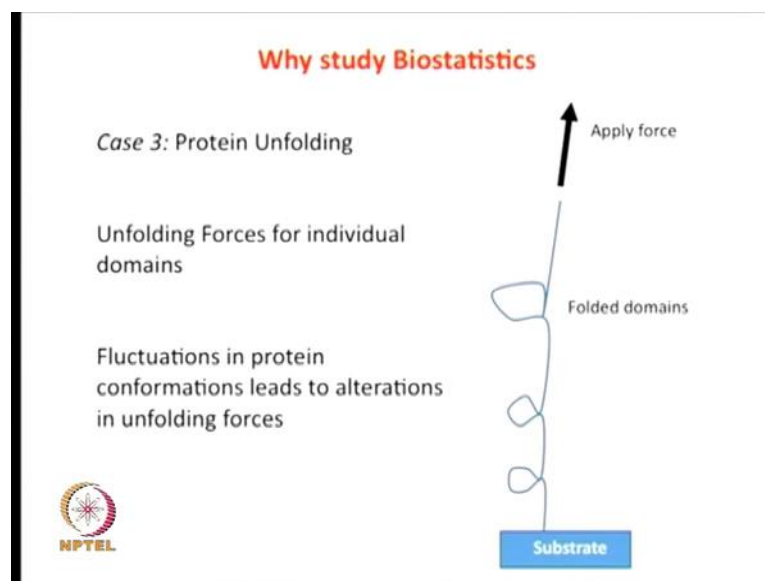 Why study Biostatistics
Case 3: Protein Unfolding
Apply force
Unfolding Forces for individual
domains
Folded domains
Fluctuations in protein
conformations leads to alterations
in unfolding forces
NPTEL
Substrate